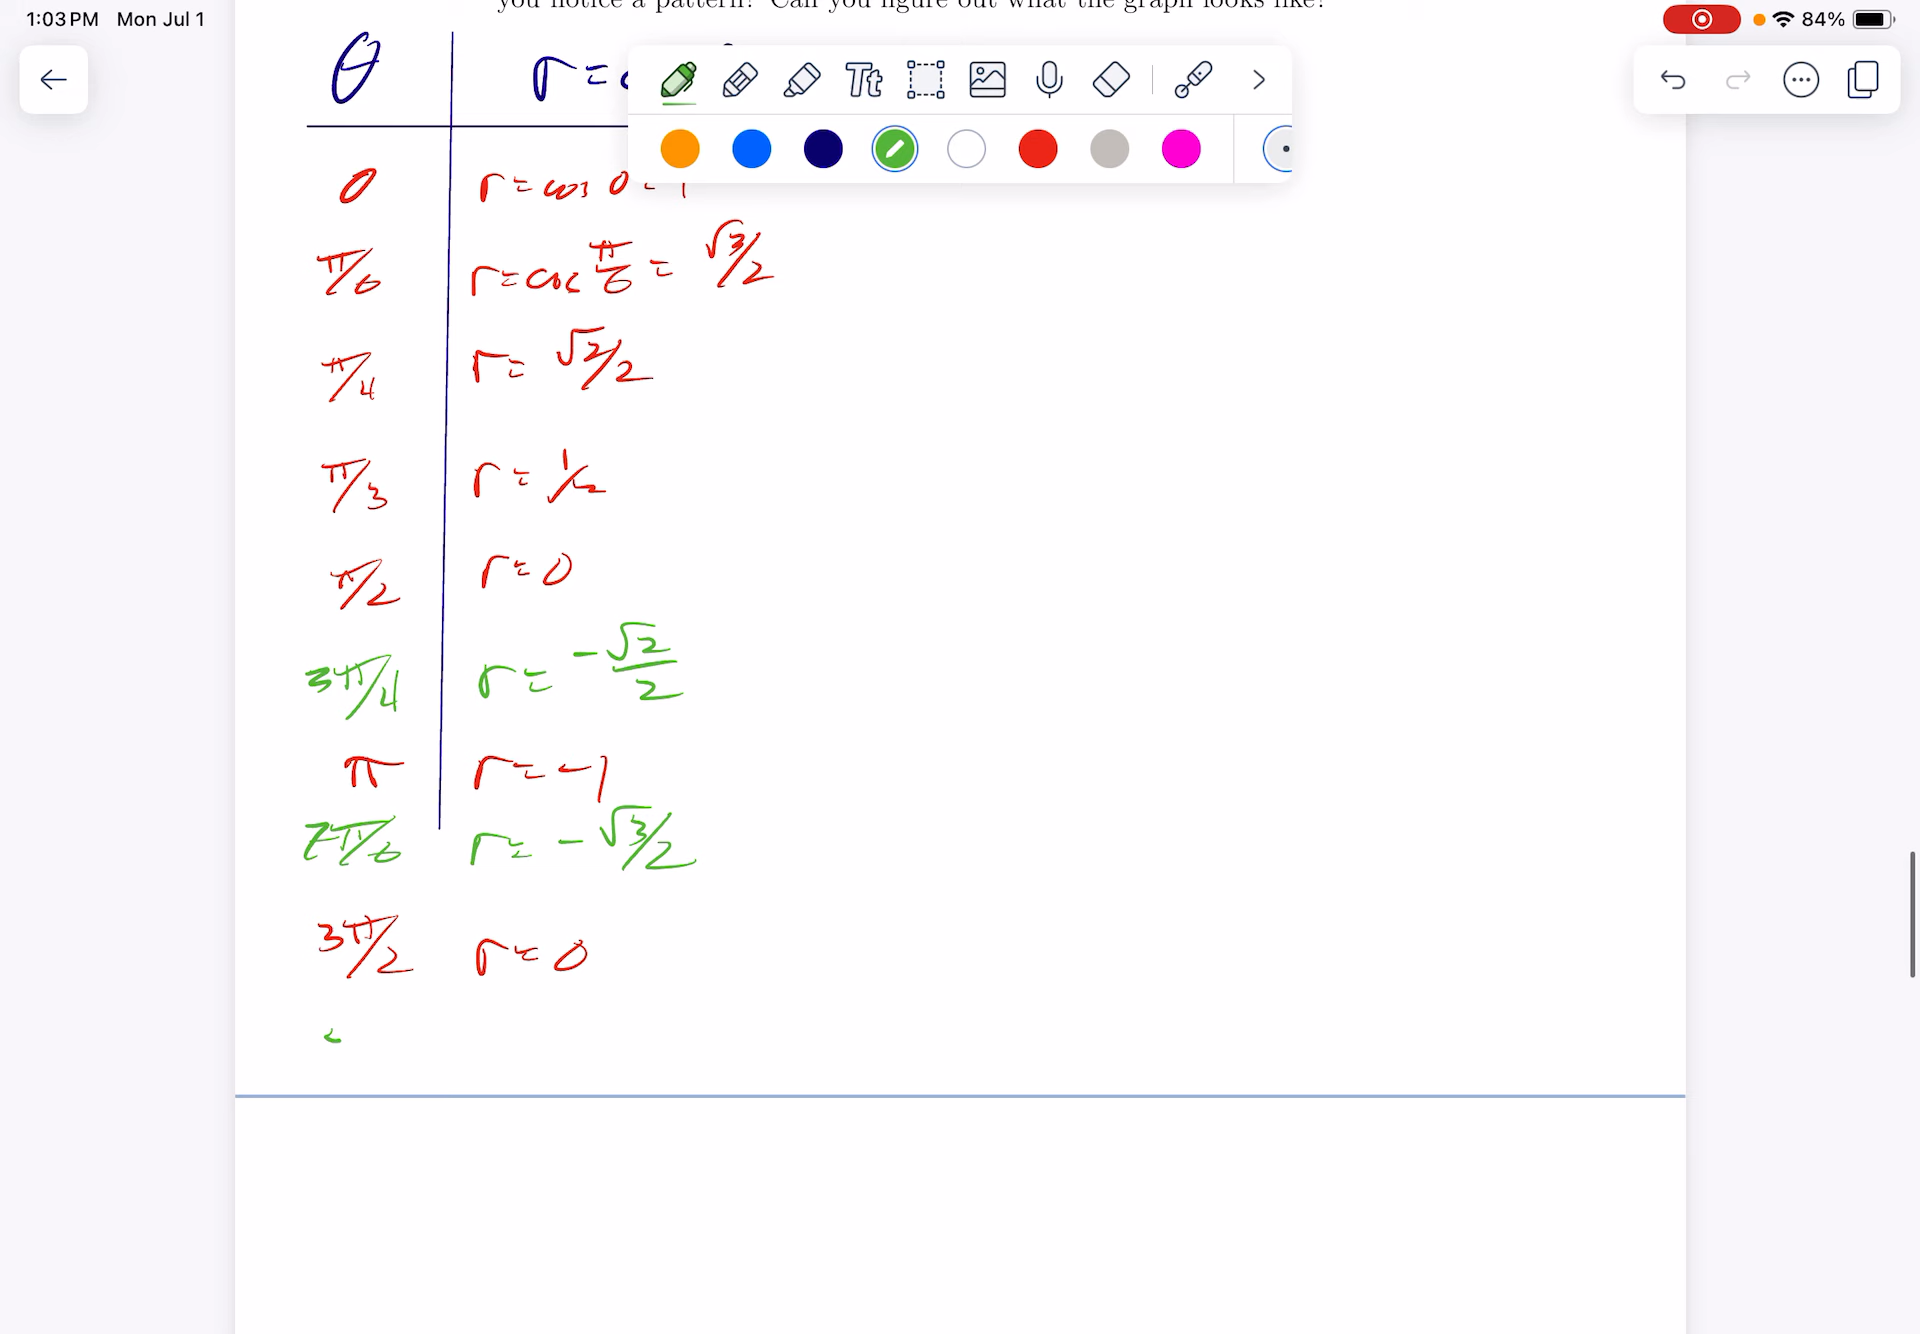 1:03 PM Mon Jul 1
84%
you notice a pattern? Can you figure out what the graph looks like?
θ r =
Tt
0 r = cos 0 = 1
π/6 r = cos π/6 = √3/2
π/4 r = √2/2
π/3 r = 1/2
π/2 r = 0
3π/4 r = -√2/2
π r = -1
7π/6 r = -√3/2
3π/2 r = 0